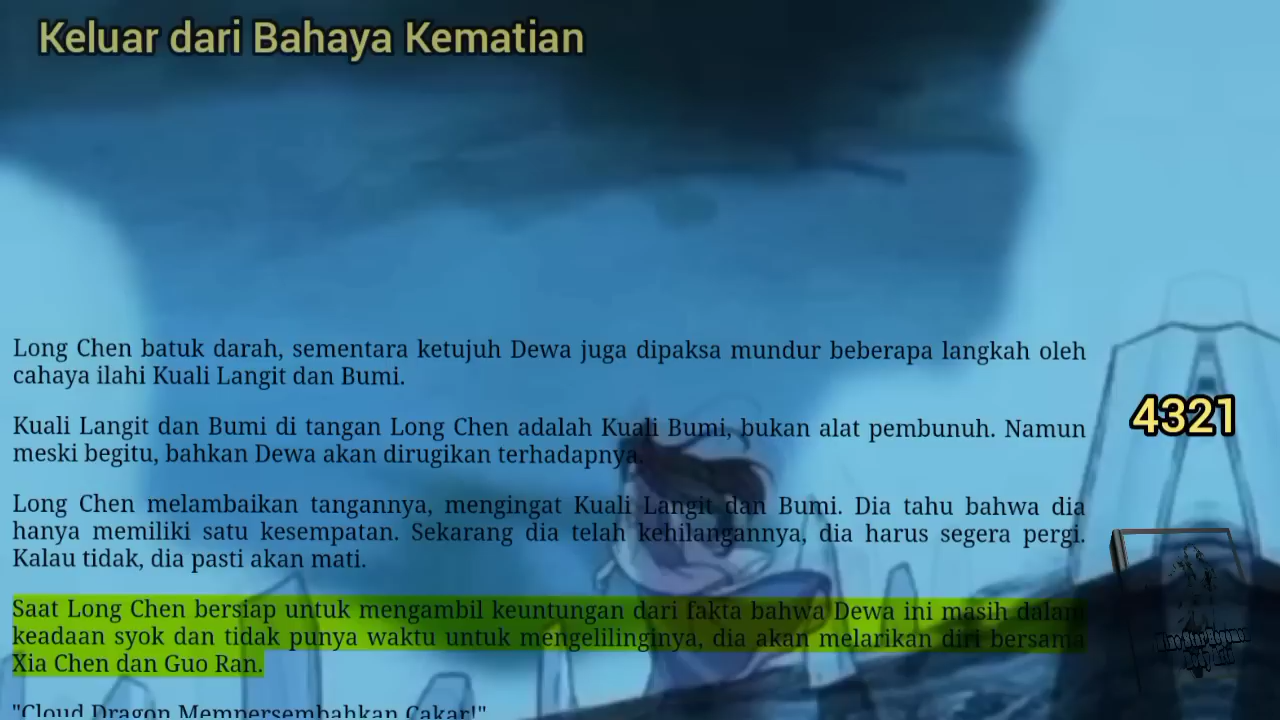 Keluar dari Bahaya Kematian
Long Chen batuk darah, sementara ketujuh Dewa juga dipaksa mundur beberapa langkah oleh
cahaya ilahi Kuali Langit dan Bumi.
4321
Kuali Langit dan Bumi di tangan Long Chen adalah Kuali Bumi, bukan alat pembunuh. Namun
meski begitu, bahkan Dewa akan dirugikan terhadapnya.
Long Chen melambaikan tangannya, mengingat Kuali Langit dan Bumi. Dia tahu bahwa dia
hanya memiliki satu kesempatan. Sekarang dia telah kehilangannya, dia harus segera pergi.
Kalau tidak, dia pasti akan mati.
Saat Long Chen bersiap untuk mengambil keuntungan dari fakta bahwa Dewa ini masih dalam
keadaan syok dan tidak punya waktu untuk mengelilinginya, dia akan melarikan diri bersama
Xia Chen dan Guo Ran.
"Cloud Dragon Mempersembahkan Cakar!"